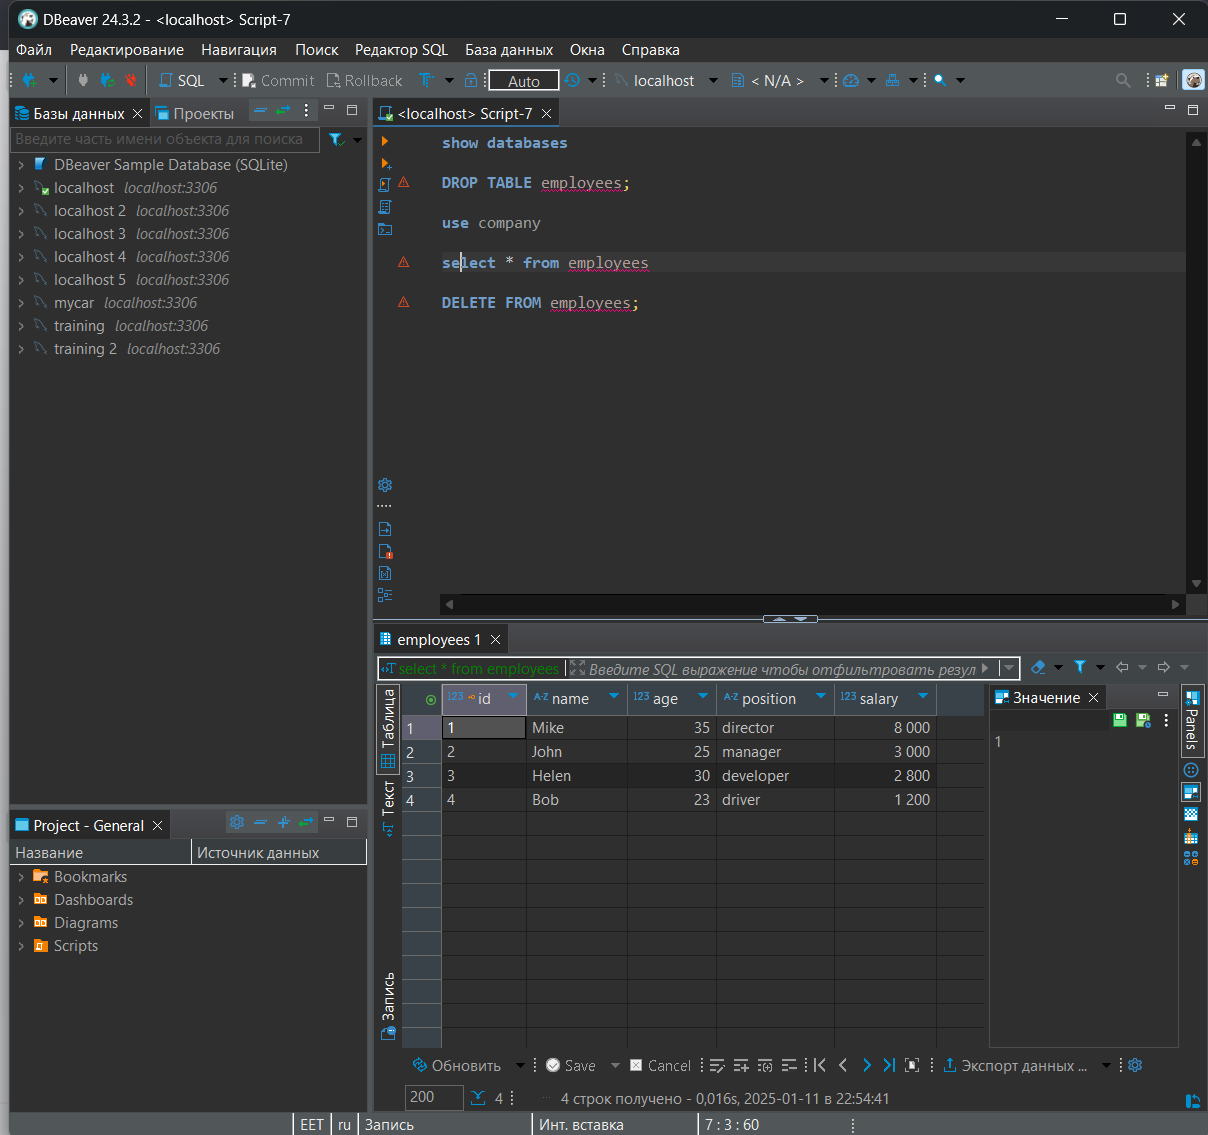 DBeaver 24.3.2 - <localhost> Script-7
Файл Редактирование Навигация Поиск Редактор SQL База данных Окна Справка
SQL Commit Rollback Auto localhost < N/A >
Базы данных Проекты
Введите часть имени объекта для поиска
DBeaver Sample Database (SQLite)
localhost localhost:3306
localhost 2 localhost:3306
localhost 3 localhost:3306
localhost 4 localhost:3306
localhost 5 localhost:3306
mycar localhost:3306
training localhost:3306
training 2 localhost:3306
Project - General
Название Источник данных
Bookmarks
Dashboards
Diagrams
Scripts
<localhost> Script-7
show databases
DROP TABLE employees;
use company
select * from employees
DELETE FROM employees;
employees 1
select * from employees Введите SQL выражение чтобы отфильтровать резул
Таблица
Текст
Запись
123 id A-Z name 123 age A-Z position 123 salary
1 1 Mike 35 director 8 000
2 2 John 25 manager 3 000
3 3 Helen 30 developer 2 800
4 4 Bob 23 driver 1 200
Значение
1
Panels
Обновить Save Cancel Экспорт данных ...
200 4 4 строк получено - 0,016s, 2025-01-11 в 22:54:41
EET ru Запись Инт. вставка 7 : 3 : 60